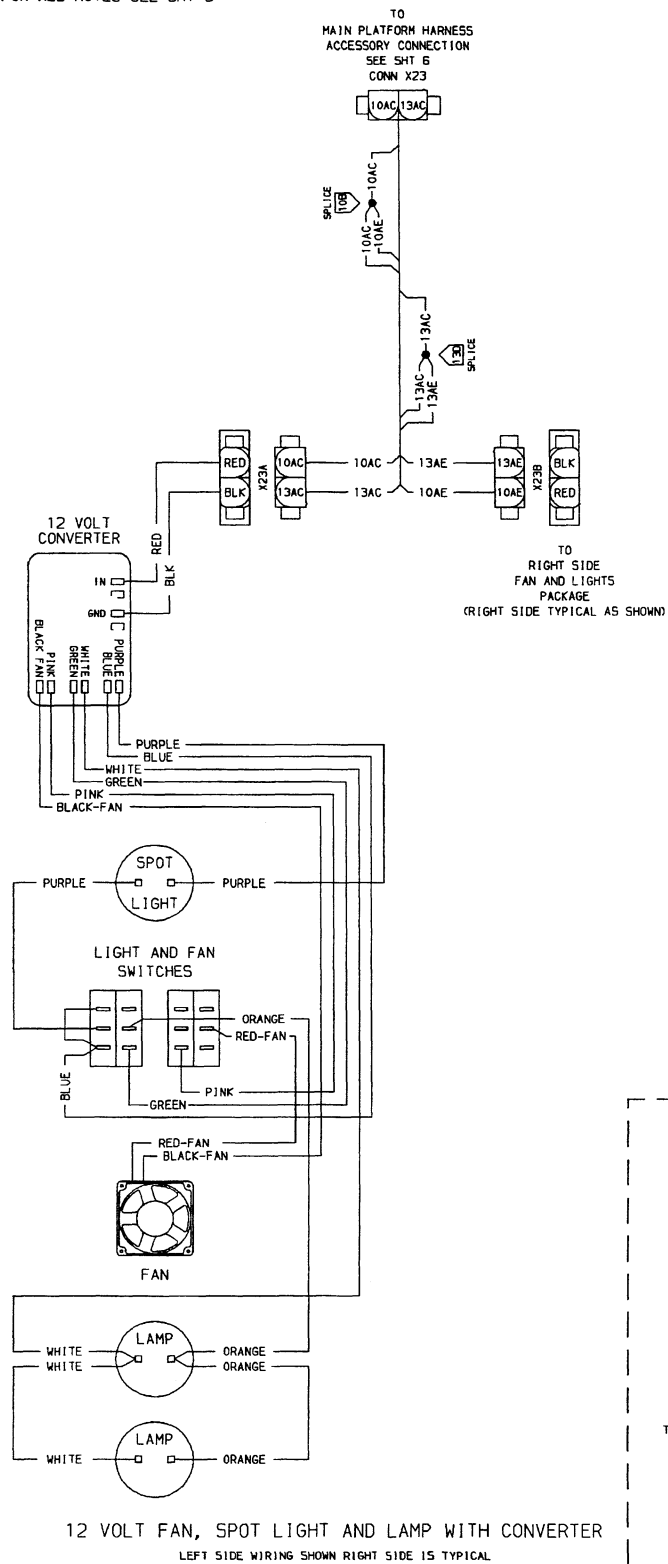 TO
MAIN PLATFORM HARNESS
ACCESSORY CONNECTION
SEE SHT 6
CONN X23
10AC 13AC
10AC
SPLICE 10B
10AC 10AE
13AC
13D SPLICE
13AC 13AE
RED X23A 10AC 10AC 13AE 13AE X23B BLK
BLK 13AC 13AC 10AE 10AE RED
12 VOLT
CONVERTER
RED
BLK
TO
RIGHT SIDE
FAN AND LIGHTS
PACKAGE
(RIGHT SIDE TYPICAL AS SHOWN)
IN
GND
BLACK FAN PINK GREEN WHITE BLUE PURPLE
PURPLE
BLUE
WHITE
GREEN
PINK
BLACK-FAN
SPOT
PURPLE PURPLE
LIGHT
LIGHT AND FAN
SWITCHES
ORANGE
RED-FAN
BLUE
PINK
GREEN
RED-FAN
BLACK-FAN
FAN
LAMP
WHITE ORANGE
WHITE ORANGE
LAMP
WHITE ORANGE
T
12 VOLT FAN, SPOT LIGHT AND LAMP WITH CONVERTER
LEFT SIDE WIRING SHOWN RIGHT SIDE IS TYPICAL